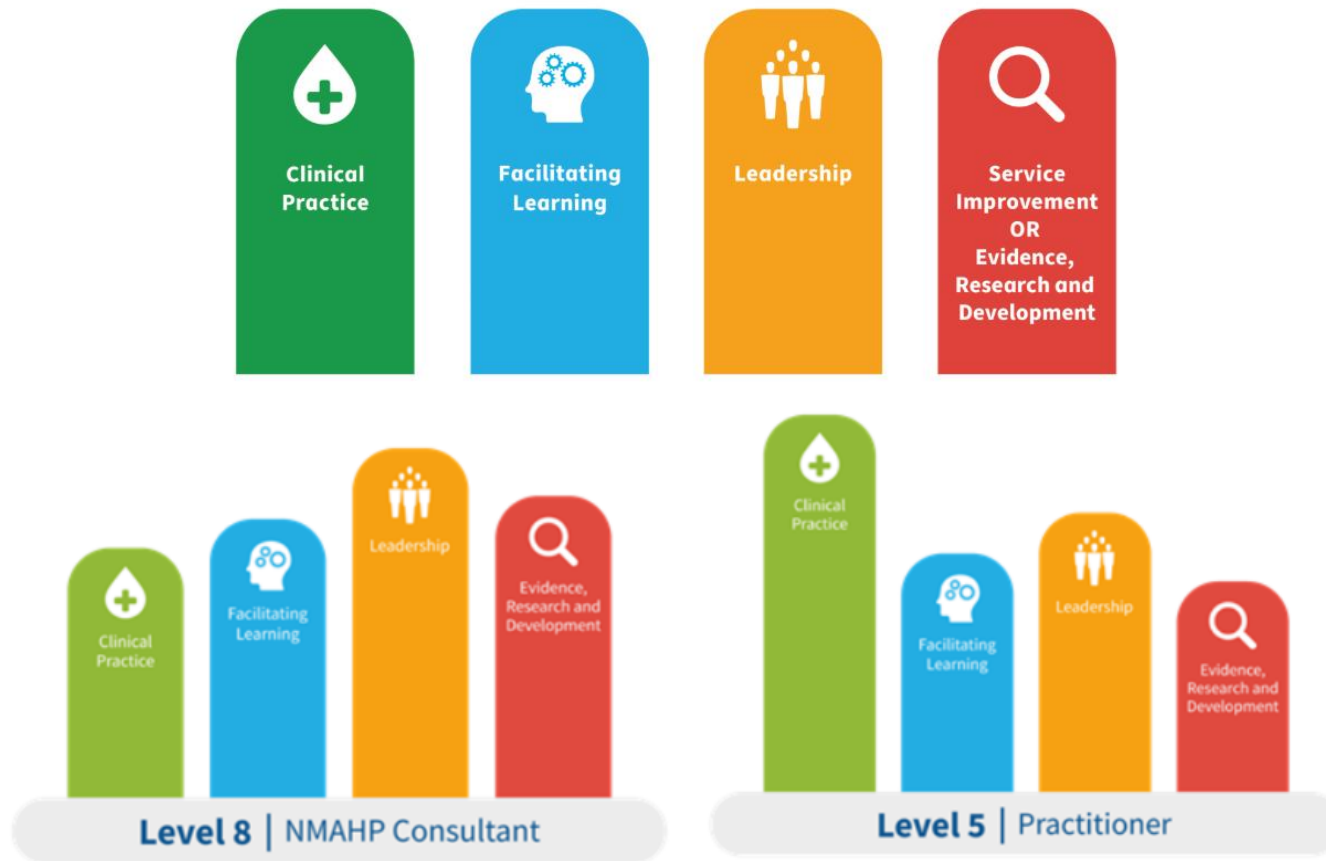 Clinical
Practice
Facilitating
Learning
Leadership
Service
Improvement
OR
Evidence,
Research and
Development
Clinical
Practice
Facilitating
Learning
Leadership
Evidence,
Research and
Development
Level 8 | NMAHP Consultant
Clinical
Practice
Facilitating
Learning
Leadership
Evidence,
Research and
Development
Level 5 | Practitioner